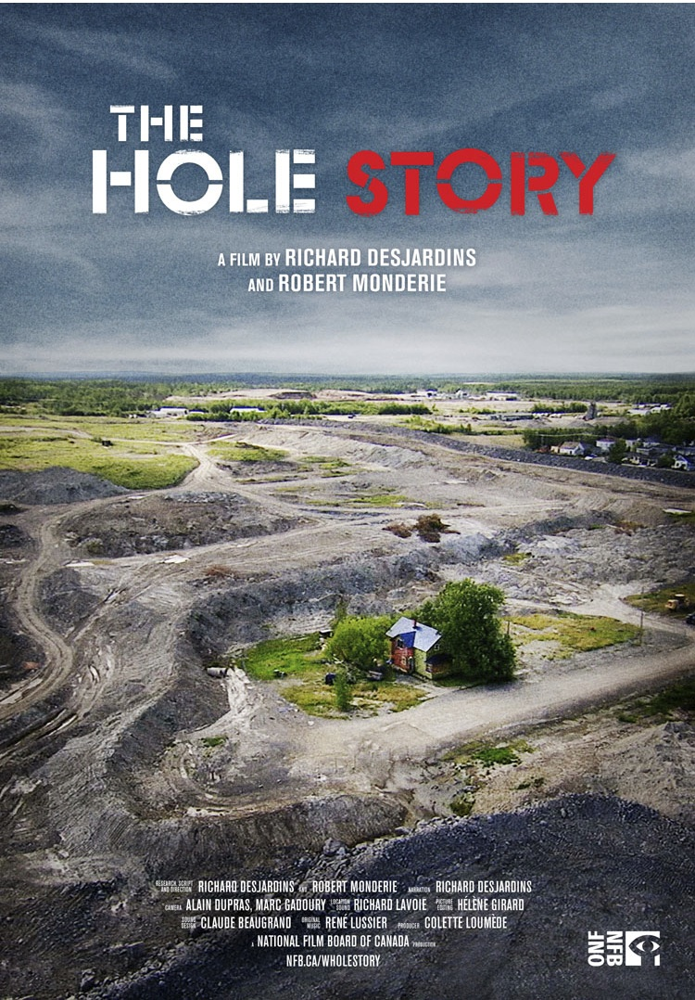 THE
HOLE STORY
A FILM BY RICHARD DESJARDINS
AND ROBERT MONDERIE
RESEARCH, SCRIPT AND DIRECTION RICHARD DESJARDINS AND ROBERT MONDERIE NARRATION RICHARD DESJARDINS
CAMERA ALAIN DUPRAS, MARC GADOURY LOCATION SOUND RICHARD LAVOIE PICTURE EDITING HÉLÈNE GIRARD
SOUND DESIGN CLAUDE BEAUGRAND ORIGINAL MUSIC RENÉ LUSSIER PRODUCER COLETTE LOUMÈDE
A NATIONAL FILM BOARD OF CANADA PRODUCTION
NFB.CA/WHOLESTORY
ONF
NFB